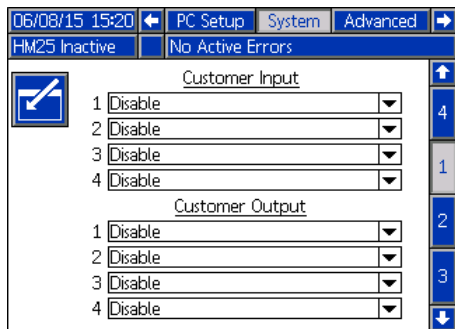 06/08/15 15:20 PC Setup System Advanced
HM25 Inactive No Active Errors
Customer Input
1 Disable
2 Disable
3 Disable
4 Disable
Customer Output
1 Disable
2 Disable
3 Disable
4 Disable
4
1
2
3